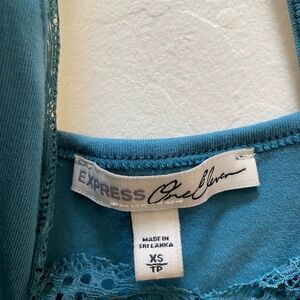 EXPRESS One Eleven
MADE IN
SRI LANKA
XS
TP